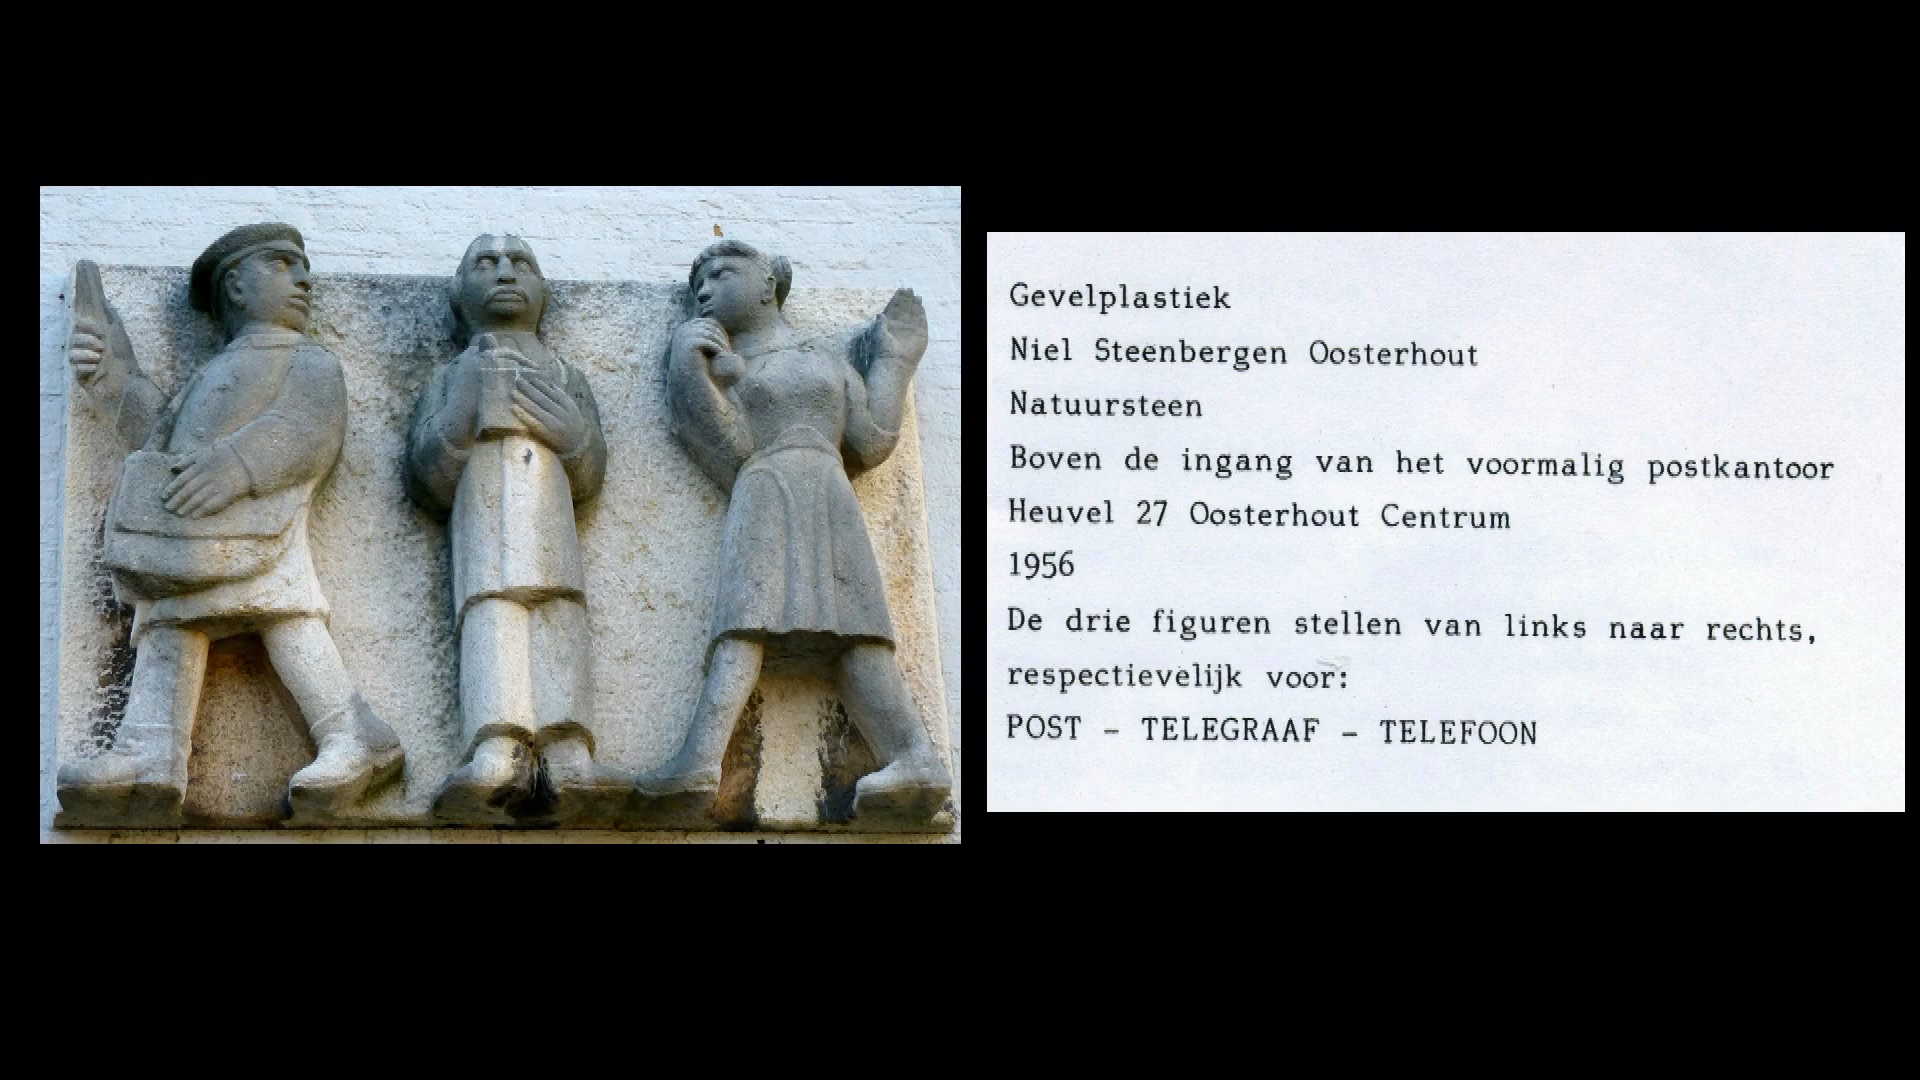 Gevelplastiek
Niel Steenbergen Oosterhout
Natuursteen
Boven de ingang van het voormalig postkantoor
Heuvel 27 Oosterhout Centrum
1956
De drie figuren stellen van links naar rechts,
respectievelijk voor:
POST – TELEGRAAF – TELEFOON